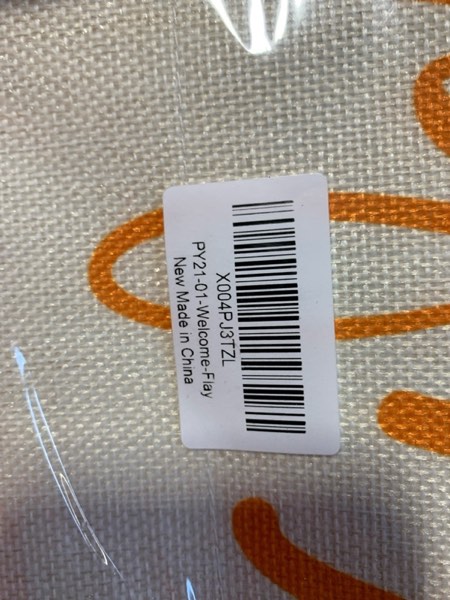 X004PJ3TZL
PY21-01-Welcome-Flay
New Made in China